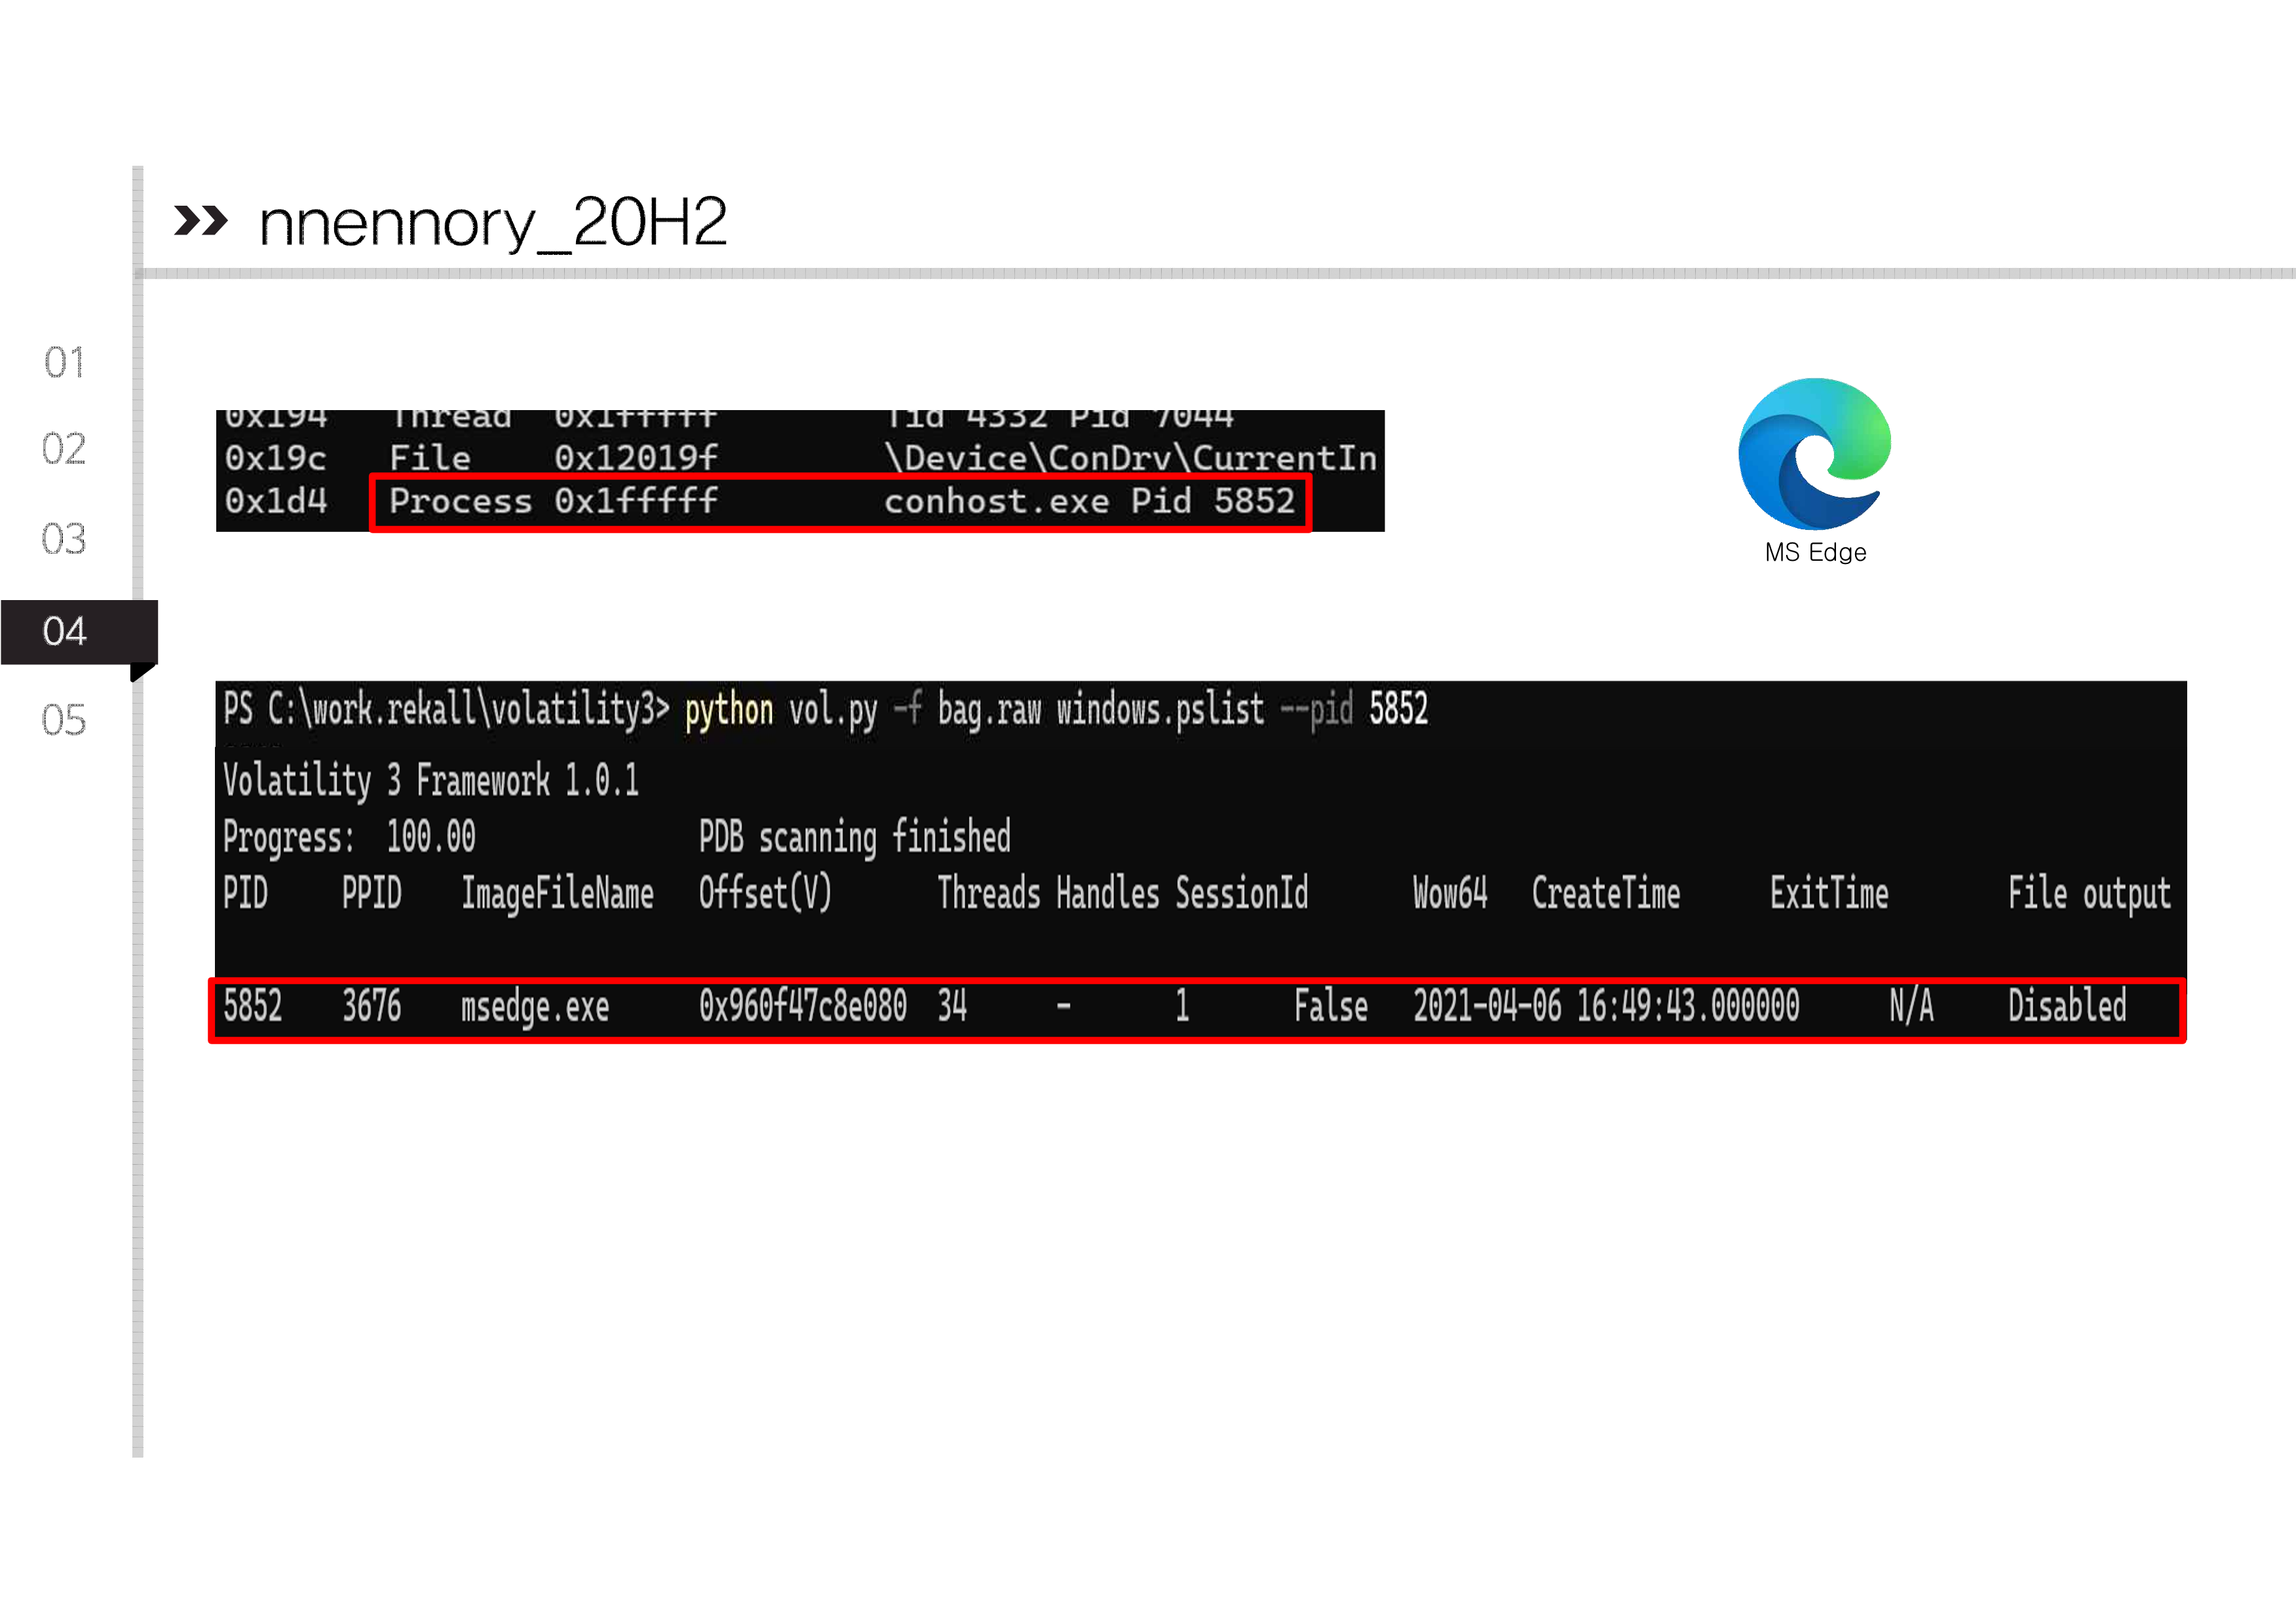 nnennory_20H2
01
02
03
04
05
0x194 Thread 0x1fffff Tid 4332 Pid 7044
0x19c File 0x12019f \Device\ConDrv\CurrentIn
0x1d4 Process 0x1fffff conhost.exe Pid 5852
MS Edge
PS C:\work.rekall\volatility3> python vol.py -f bag.raw windows.pslist --pid 5852
Volatility 3 Framework 1.0.1
Progress: 100.00 PDB scanning finished
PID PPID ImageFileName Offset(V) Threads Handles SessionId Wow64 CreateTime ExitTime File output
5852 3676 msedge.exe 0x960f47c8e080 34 - 1 False 2021-04-06 16:49:43.000000 N/A Disabled